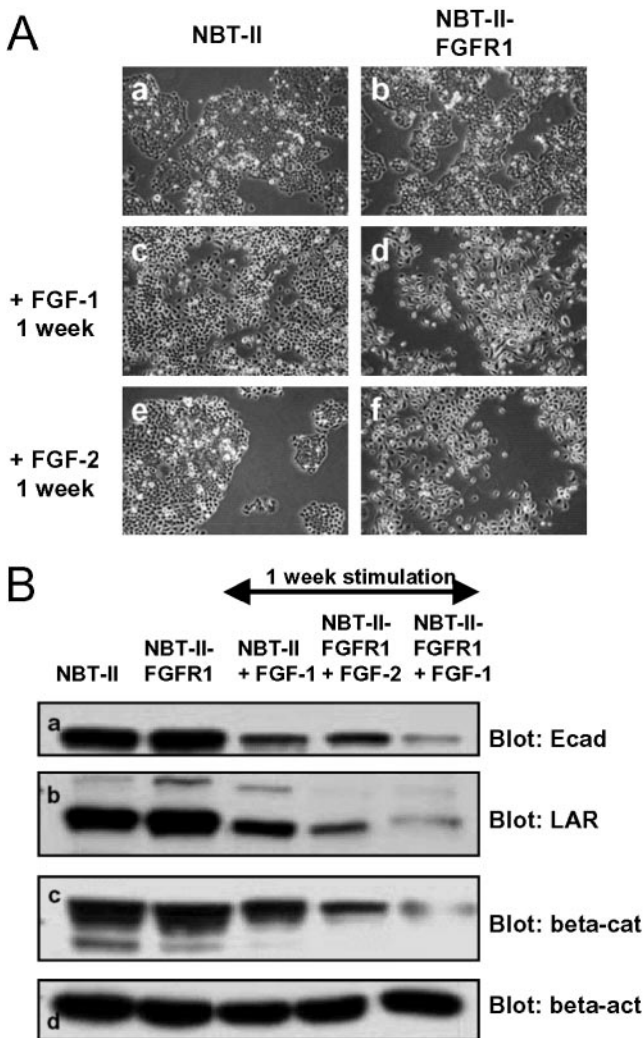 A
NBT-II
NBT-II-
FGFR1
a
b
+ FGF-1
1 week
c
d
+ FGF-2
1 week
e
f
B
1 week stimulation
NBT-II
NBT-II-
FGFR1
NBT-II
+ FGF-1
NBT-II-
FGFR1
+ FGF-2
NBT-II-
FGFR1
+ FGF-1
a
Blot: Ecad
b
Blot: LAR
c
Blot: beta-cat
d
Blot: beta-act